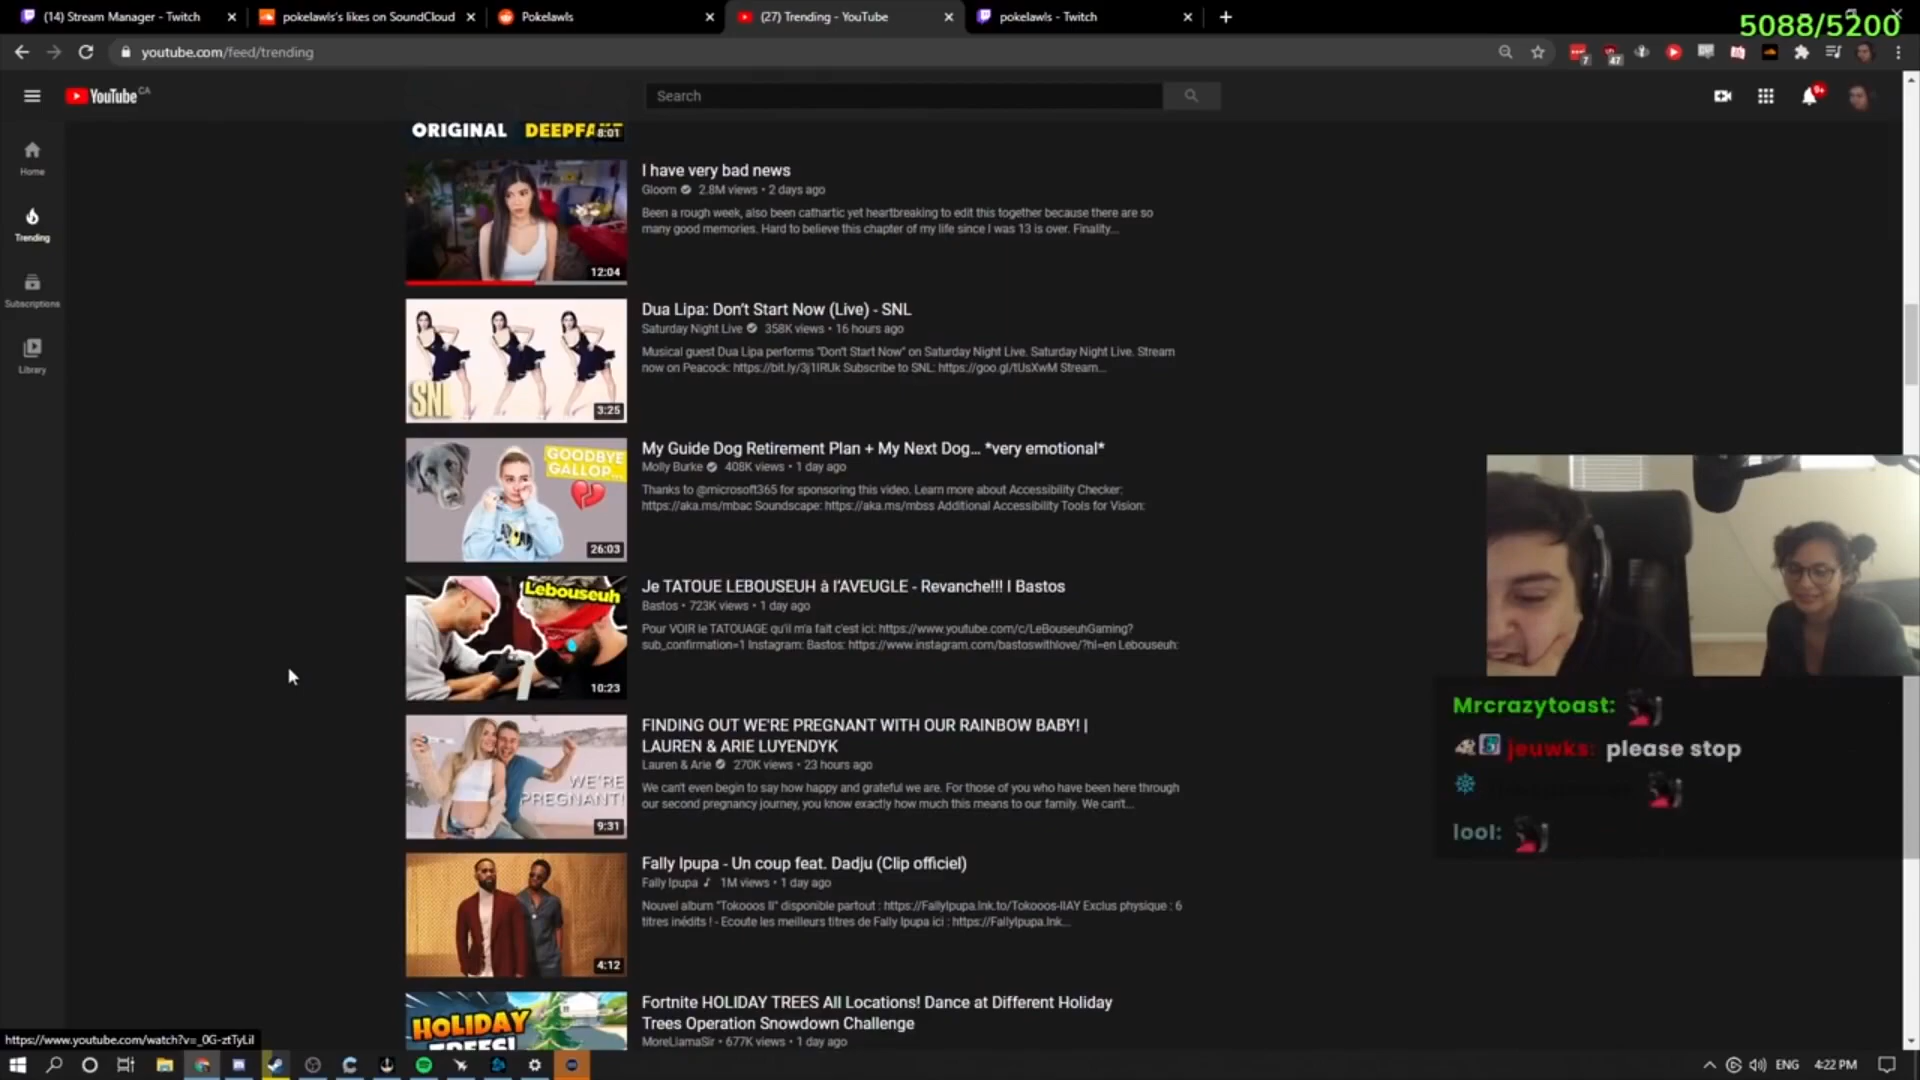 (14) Stream Manager - Twitch
pokelawls's likes on SoundCloud
Pokelawls
(27) Trending - YouTube
pokelawls - Twitch
5088/5200
youtube.com/feed/trending
7
47
YouTube CA
Search
9+
Home
Trending
Subscriptions
Library
ORIGINAL
8:01
I have very bad news
Gloom 2.8M views • 2 days ago
Been a rough week, also been cathartic yet heartbreaking to edit this together because there are so
many good memories. Hard to believe this chapter of my life since I was 13 is over. Finality...
12:04
Dua Lipa: Don't Start Now (Live) - SNL
Saturday Night Live 358K views • 16 hours ago
Musical guest Dua Lipa performs "Don't Start Now" on Saturday Night Live. Saturday Night Live. Stream
now on Peacock: https://bit.ly/3j1IRUk Subscribe to SNL: https://goo.gl/tUsXwM Stream...
SNL
3:25
My Guide Dog Retirement Plan + My Next Dog... *very emotional*
Molly Burke 408K views • 1 day ago
Thanks to @microsoft365 for sponsoring this video. Learn more about Accessibility Checker:
https://aka.ms/mbac Soundscape: https://aka.ms/mbss Additional Accessibility Tools for Vision:
GOODBYE
GALLOP...
26:03
Je TATOUE LEBOUSEUH à l'AVEUGLE - Revanche!!! I Bastos
Bastos • 723K views • 1 day ago
Pour VOIR le TATOUAGE qu'il m'a fait c'est ici: https://www.youtube.com/c/LeBouseuhGaming?
sub_confirmation=1 Instagram: Bastos: https://www.instagram.com/bastoswithlove/?hl=en Lebouseuh:
Lebouseuh
10:23
FINDING OUT WE'RE PREGNANT WITH OUR RAINBOW BABY! |
LAUREN & ARIE LUYENDYK
Lauren & Arie 270K views • 23 hours ago
We can't even begin to say how happy and grateful we are. For those of you who have been here through
our second pregnancy journey, you know exactly how much this means to our family. We can't...
WE'RE
PREGNANT!
9:31
Fally Ipupa - Un coup feat. Dadju (Clip officiel)
Fally Ipupa 1M views • 1 day ago
Nouvel album "Tokooos II" disponible partout : https://FallyIpupa.lnk.to/Tokooos-IIAY Exclus physique : 6
titres inédits ! - Ecoute les meilleurs titres de Fally Ipupa ici : https://FallyIpupa.lnk...
4:12
Fortnite HOLIDAY TREES All Locations! Dance at Different Holiday
Trees Operation Snowdown Challenge
MoreLlamaSir • 677K views • 1 day ago
HOLIDAY
TREES!
Mrcrazytoast:
jeuwks: please stop
lool:
https://www.youtube.com/watch?v=_0G-ztTyLiI
ENG
4:22 PM